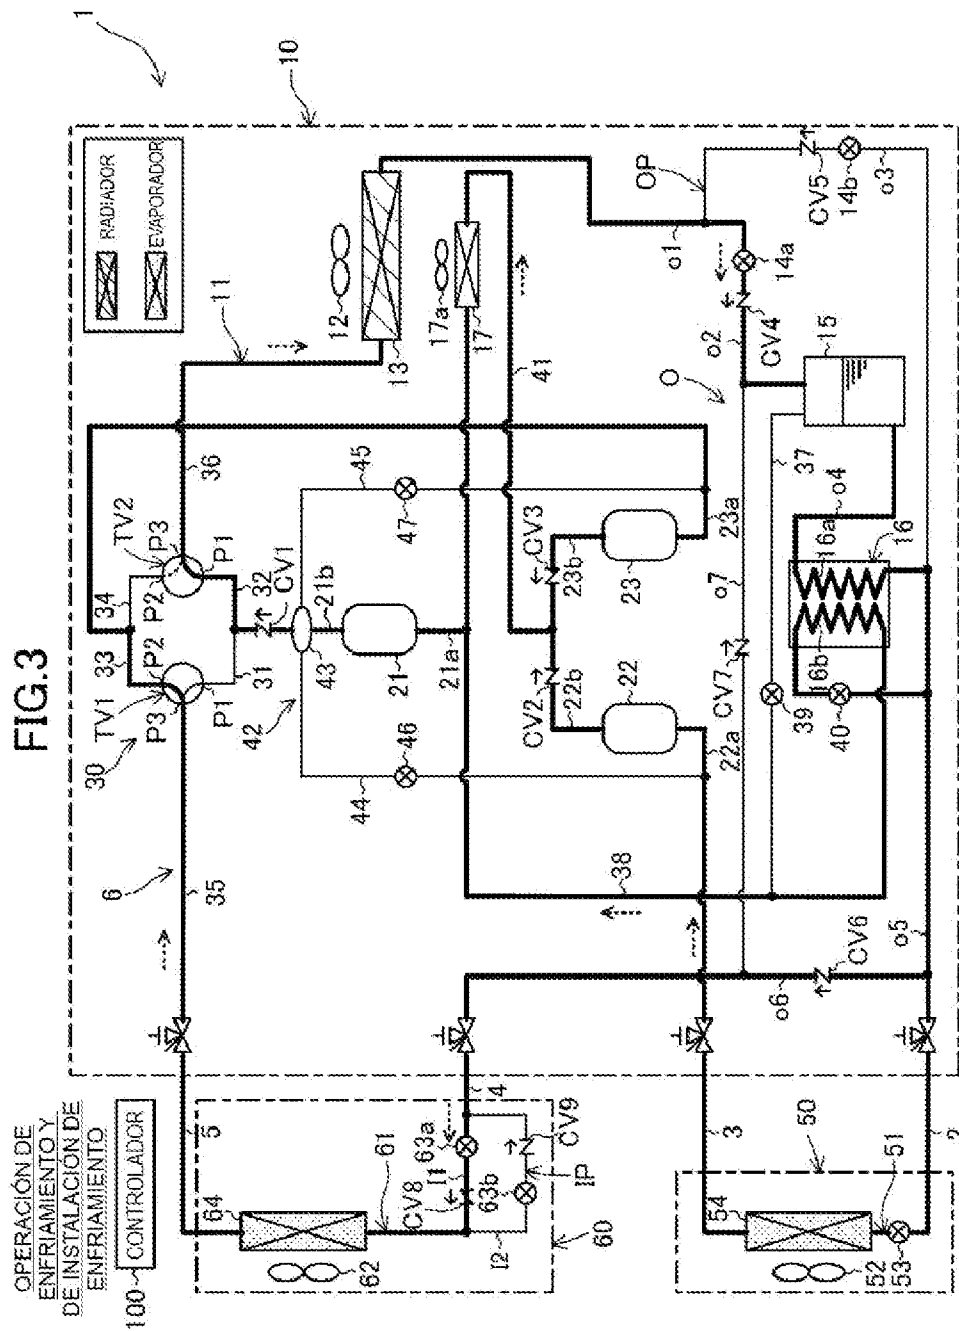 FIG.3
OPERACIÓN DE
ENFRIAMIENTO Y
DE INSTALACIÓN DE
ENFRIAMIENTO
100
CONTROLADOR
1
10
RADIADOR
EVAPORADOR
11
12
13
17a
17
41
36
45
47
TV2
P3
P2
P1
34
33
32
31
TV1
P3
P2
P1
30
CV1
21b
43
42
21
21a
44
46
6
35
38
CV3
23b
23
23a
CV2
22b
22
22a
OP
o1
14a
CV4
o2
O
CV5
14b
o3
15
37
o4
o7
CV7
16
16a
16b
39
40
o5
CV6
o6
5
4
3
2
64
61
62
CV8
I1
63a
63b
I2
IP
CV9
60
50
54
51
52
53